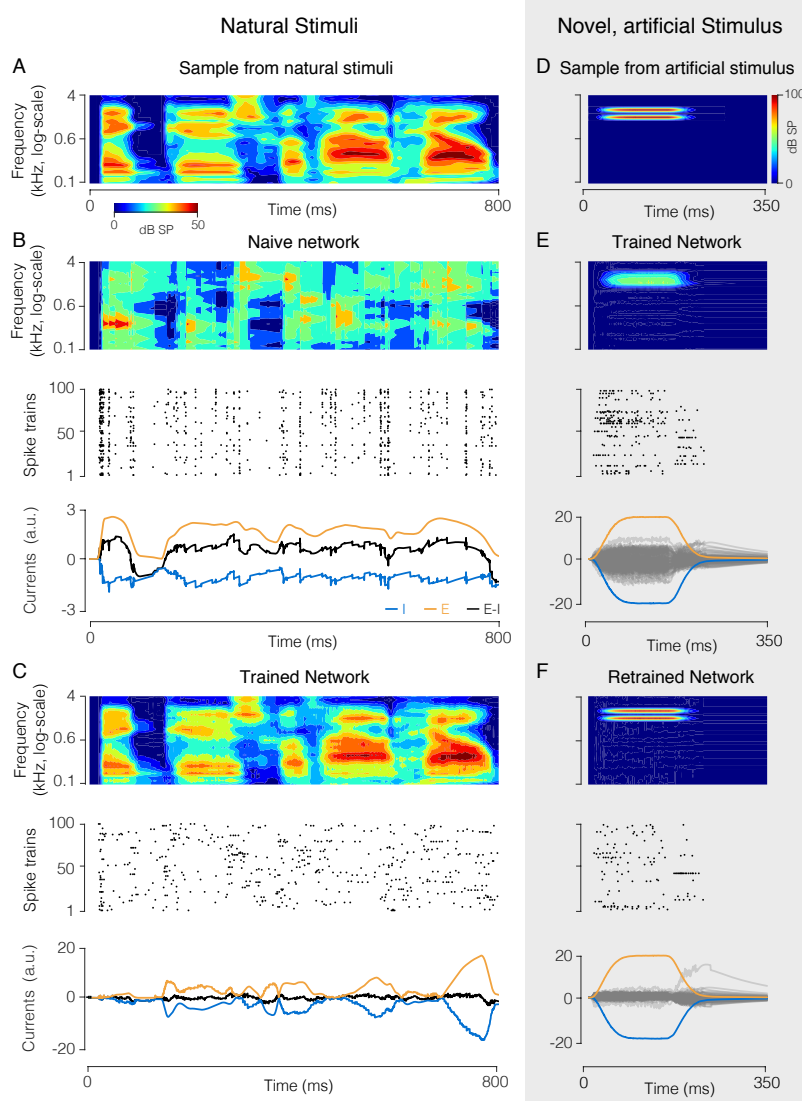 Natural Stimuli
Novel, artificial Stimulus
A
Sample from natural stimuli
Frequency
(kHz, log-scale)
4
0.6
0.1
0
Time (ms)
800
0
50
dB SP
D
Sample from artificial stimulus
100
0
dB SP
0
Time (ms)
350
B
Naive network
Frequency
(kHz, log-scale)
4
0.6
0.1
Spike trains
100
50
1
Currents (a.u.)
3
0
-3
I
E
E-I
0
Time (ms)
800
E
Trained Network
20
0
-20
0
Time (ms)
350
C
Trained Network
Frequency
(kHz, log-scale)
4
0.6
0.1
Spike trains
100
50
1
Currents (a.u.)
20
0
-20
0
Time (ms)
800
F
Retrained Network
20
0
-20
0
Time (ms)
350